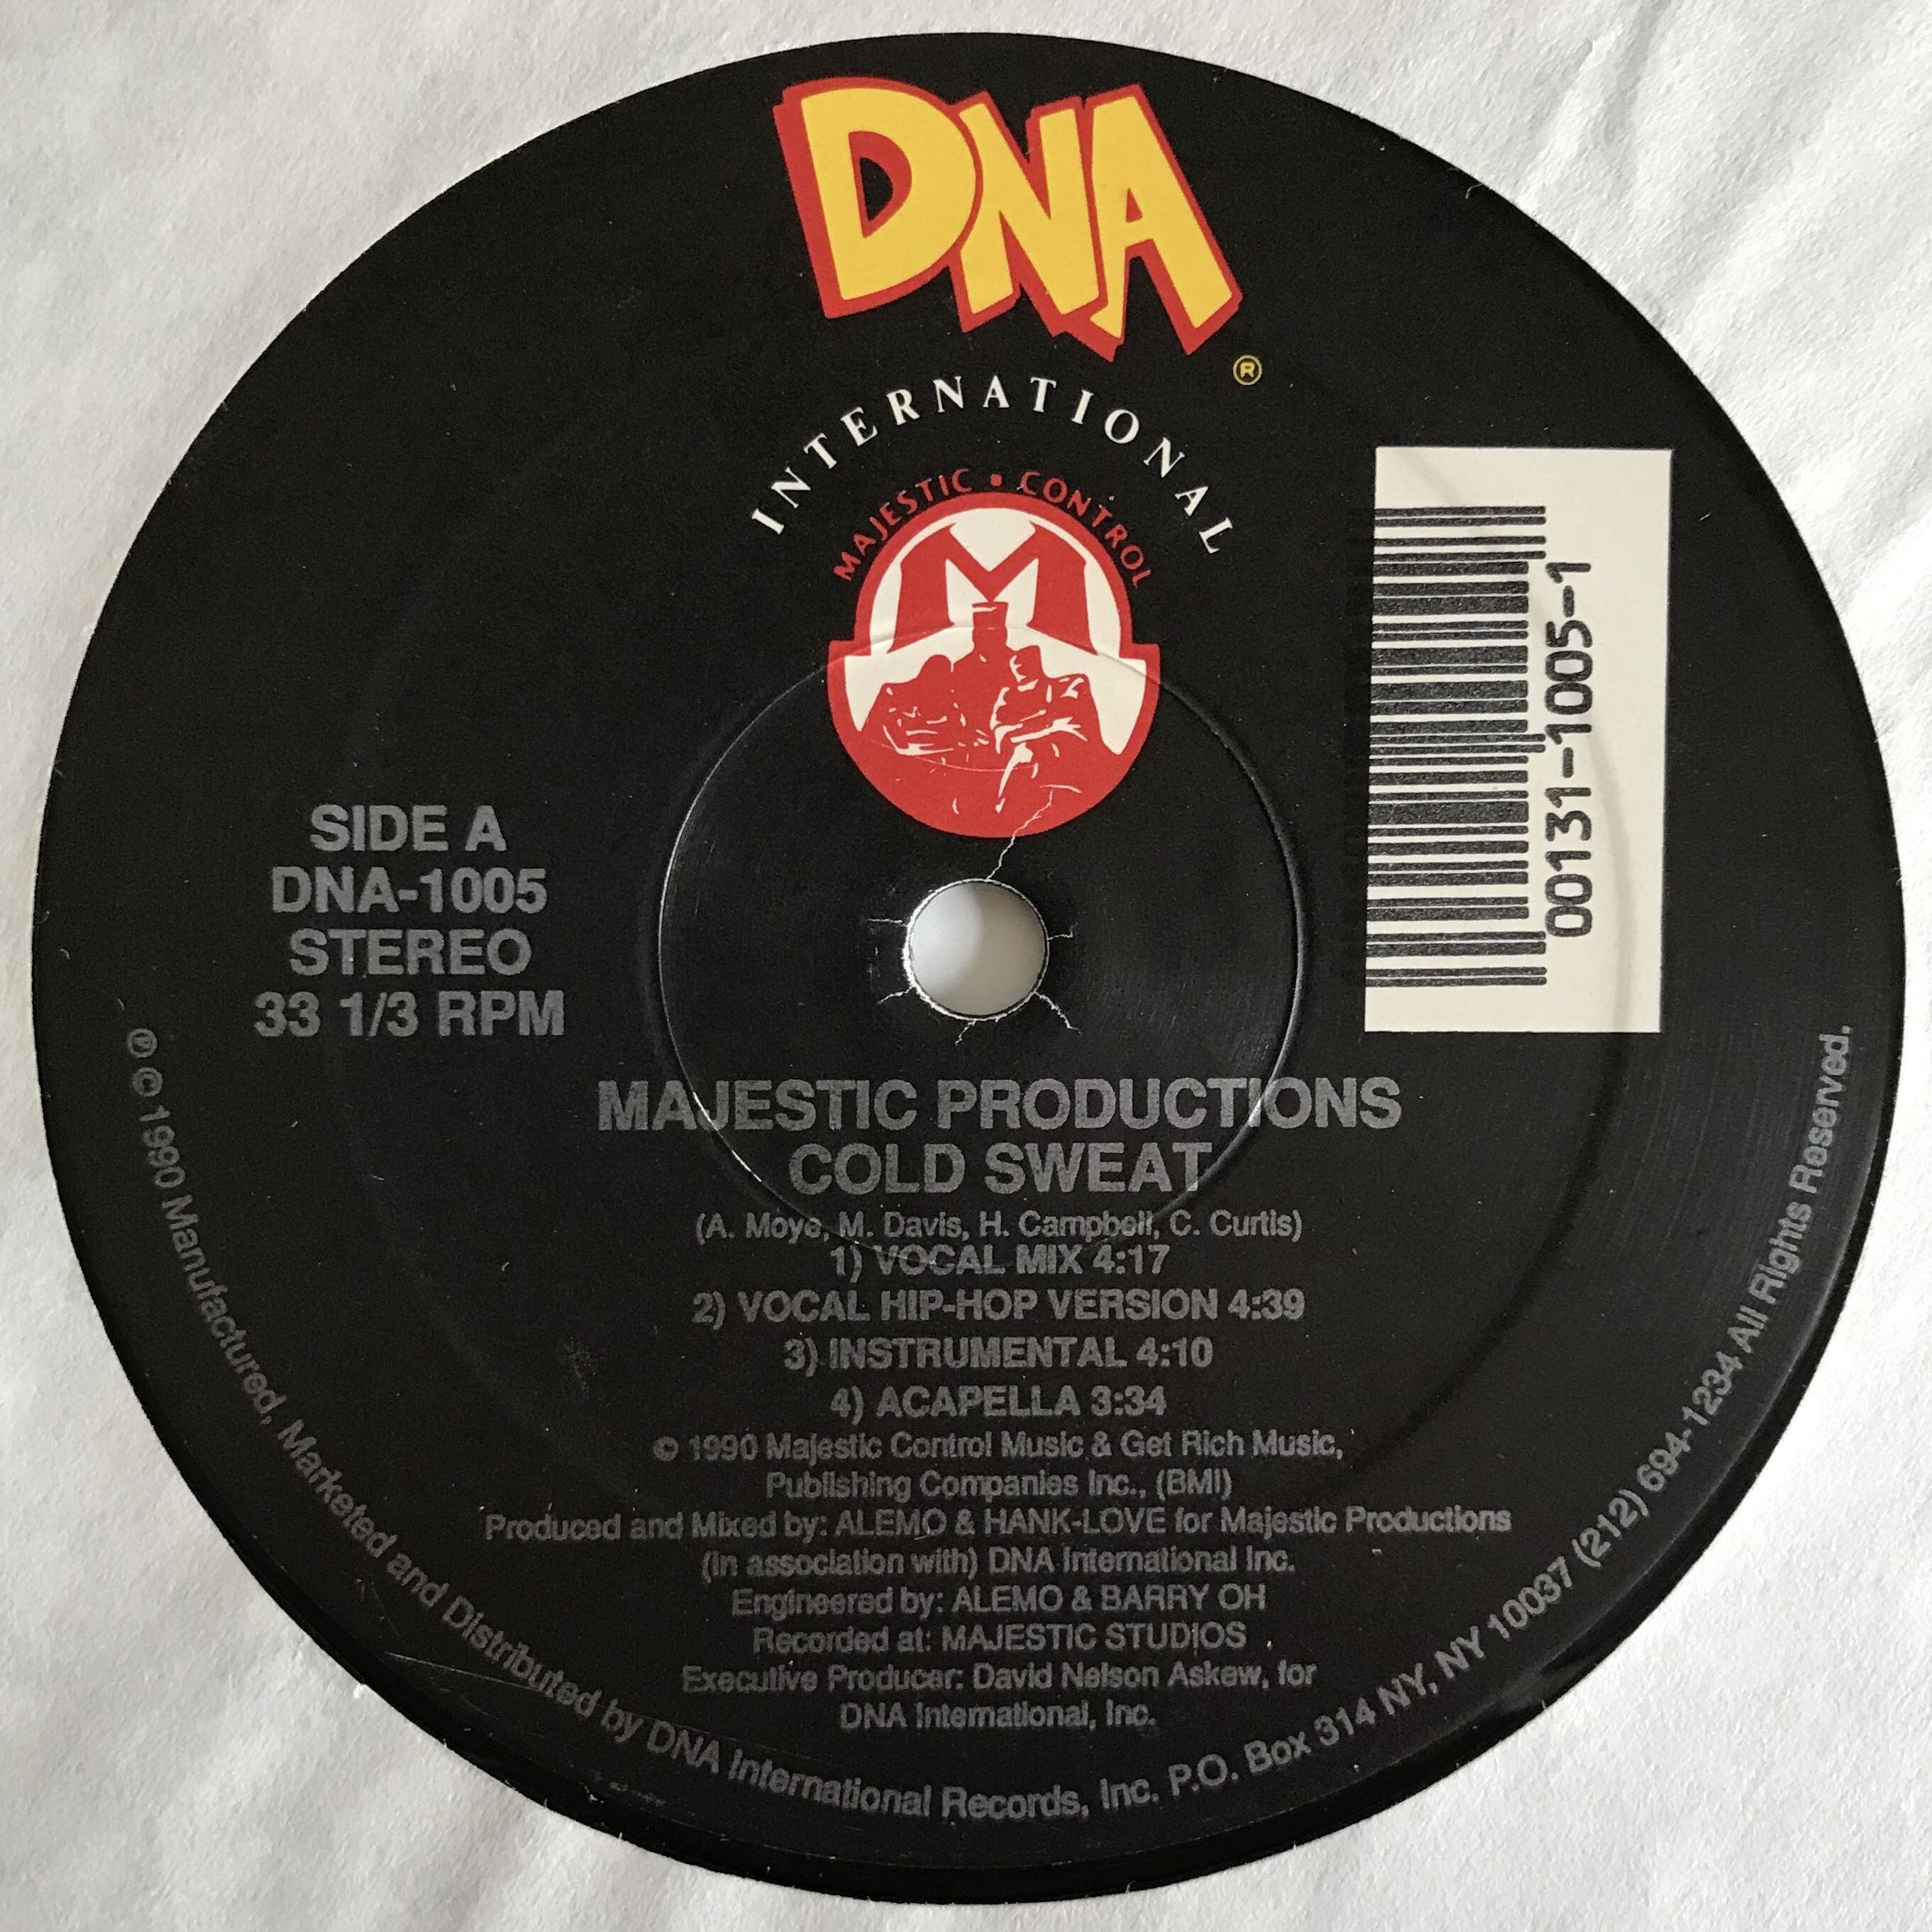 DNA
®
INTERNATIONAL
MAJESTIC • CONTROL
M
00131-1005-1
SIDE A
DNA-1005
STEREO
33 1/3 RPM
MAJESTIC PRODUCTIONS
COLD SWEAT
(A. Moye, M. Davis, H. Campbell, C. Curtis)
1) VOCAL MIX 4:17
2) VOCAL HIP-HOP VERSION 4:39
3) INSTRUMENTAL 4:10
4) ACAPELLA 3:34
© 1990 Majestic Control Music & Get Rich Music,
Publishing Companies Inc., (BMI)
Produced and Mixed by: ALEMO & HANK-LOVE for Majestic Productions
(in association with) DNA International Inc.
Engineered by: ALEMO & BARRY OH
Recorded at: MAJESTIC STUDIOS
Executive Producer: David Nelson Askew, for
DNA International, Inc.
℗ © 1990 Manufactured, Marketed and Distributed by DNA International Records, Inc. P.O. Box 314 NY, NY 10037 (212) 694-1234 All Rights Reserved.